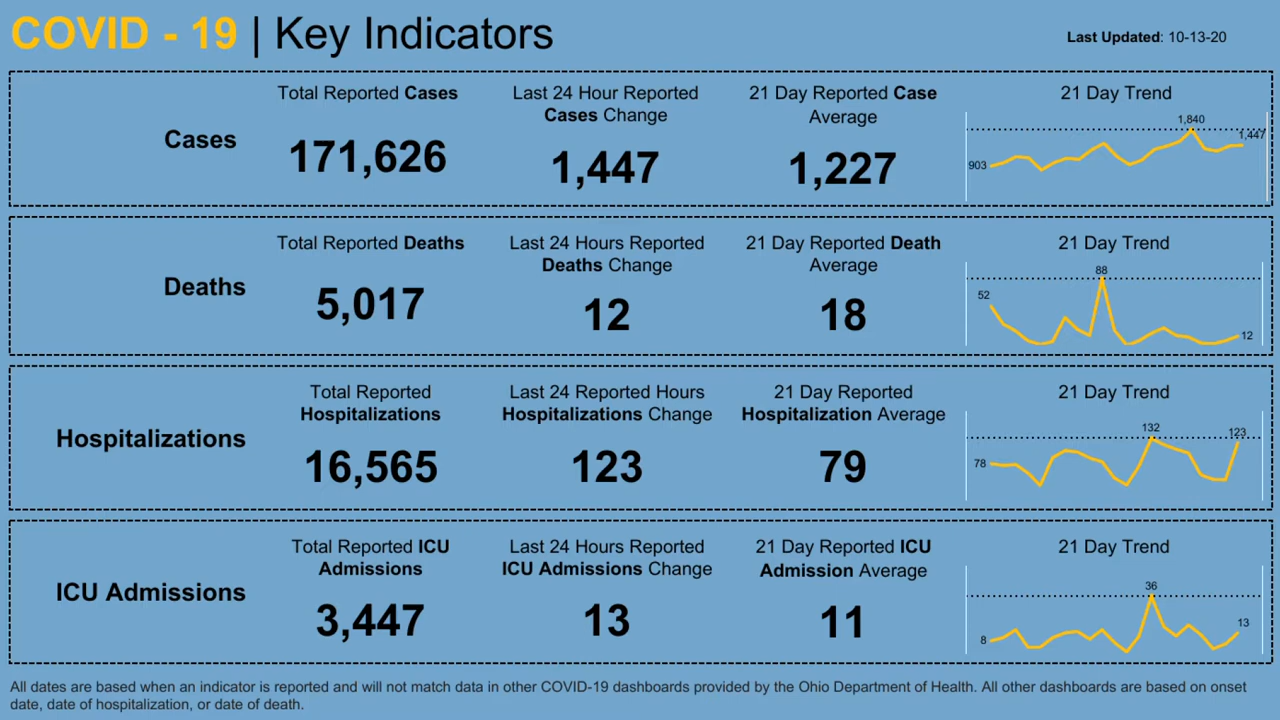 COVID - 19 | Key Indicators
Last Updated: 10-13-20
Cases
Total Reported Cases
171,626
Last 24 Hour Reported
Cases Change
1,447
21 Day Reported Case
Average
1,227
21 Day Trend
903
1,840
1,447
Deaths
Total Reported Deaths
5,017
Last 24 Hours Reported
Deaths Change
12
21 Day Reported Death
Average
18
21 Day Trend
52
88
12
Hospitalizations
Total Reported
Hospitalizations
16,565
Last 24 Reported Hours
Hospitalizations Change
123
21 Day Reported
Hospitalization Average
79
21 Day Trend
78
132
123
ICU Admissions
Total Reported ICU
Admissions
3,447
Last 24 Hours Reported
ICU Admissions Change
13
21 Day Reported ICU
Admission Average
11
21 Day Trend
8
36
13
All dates are based when an indicator is reported and will not match data in other COVID-19 dashboards provided by the Ohio Department of Health. All other dashboards are based on onset
date, date of hospitalization, or date of death.